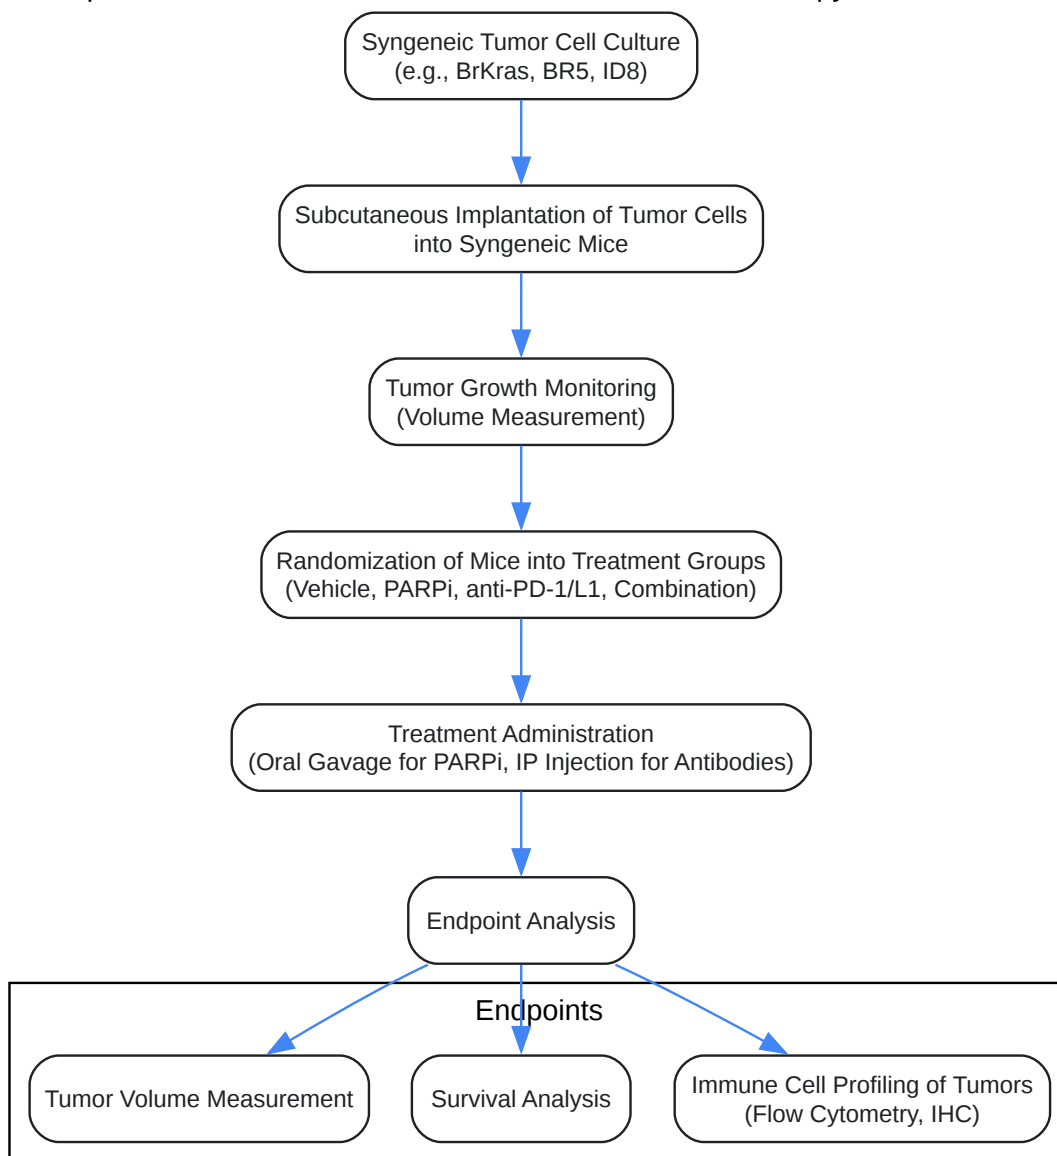 Syngeneic Tumor Cell Culture
(e.g., BrKras, BR5, ID8)
Subcutaneous Implantation of Tumor Cells
into Syngeneic Mice
Tumor Growth Monitoring
(Volume Measurement)
Randomization of Mice into Treatment Groups
(Vehicle, PARPi, anti-PD-1/L1, Combination)
Treatment Administration
(Oral Gavage for PARPi, IP Injection for Antibodies)
Endpoint Analysis
Endpoints
Tumor Volume Measurement
Survival Analysis
Immune Cell Profiling of Tumors
(Flow Cytometry, IHC)